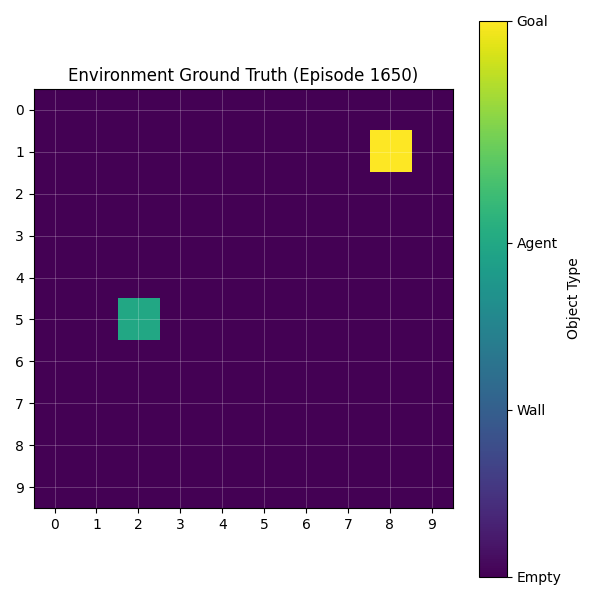 Environment Ground Truth (Episode 1650)
0
1
2
3
4
5
6
7
8
9
0 1 2 3 4 5 6 7 8 9
Goal
Agent
Wall
Empty
Object Type